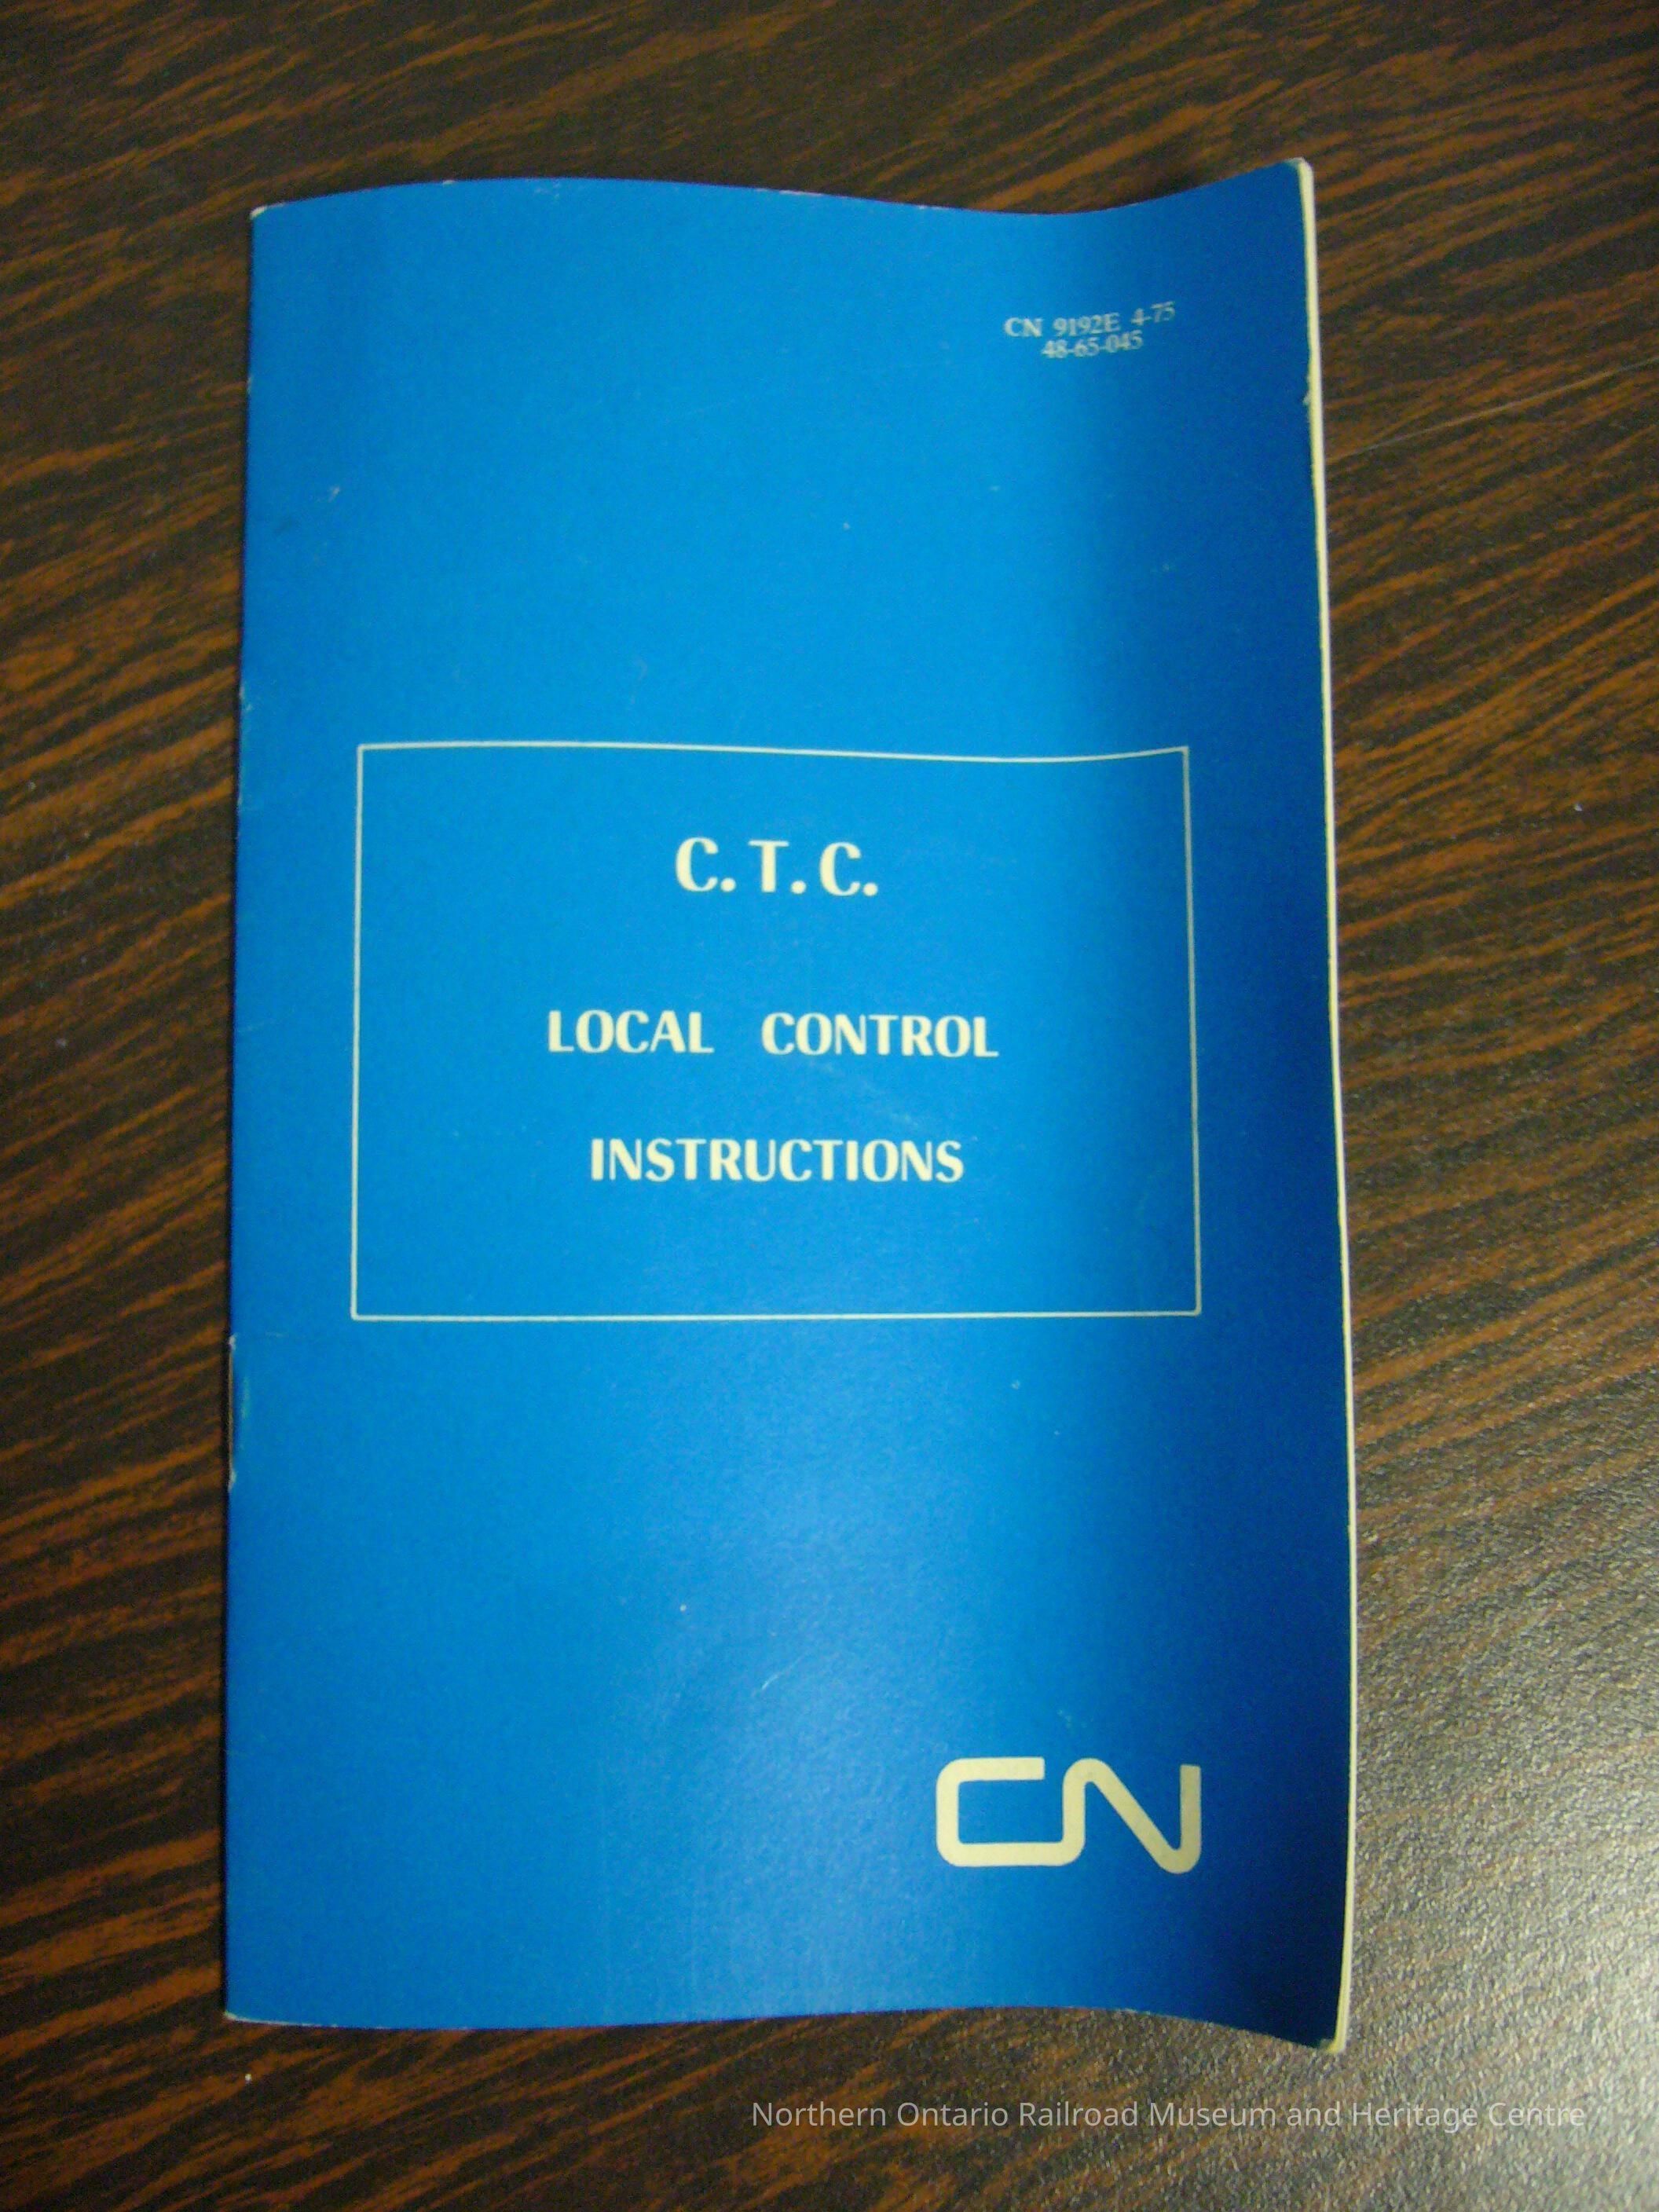 CN 9192E 4-75
48-65-045
C.T.C.
LOCAL CONTROL
INSTRUCTIONS
CN
Northern Ontario Railroad Museum and Heritage Centre